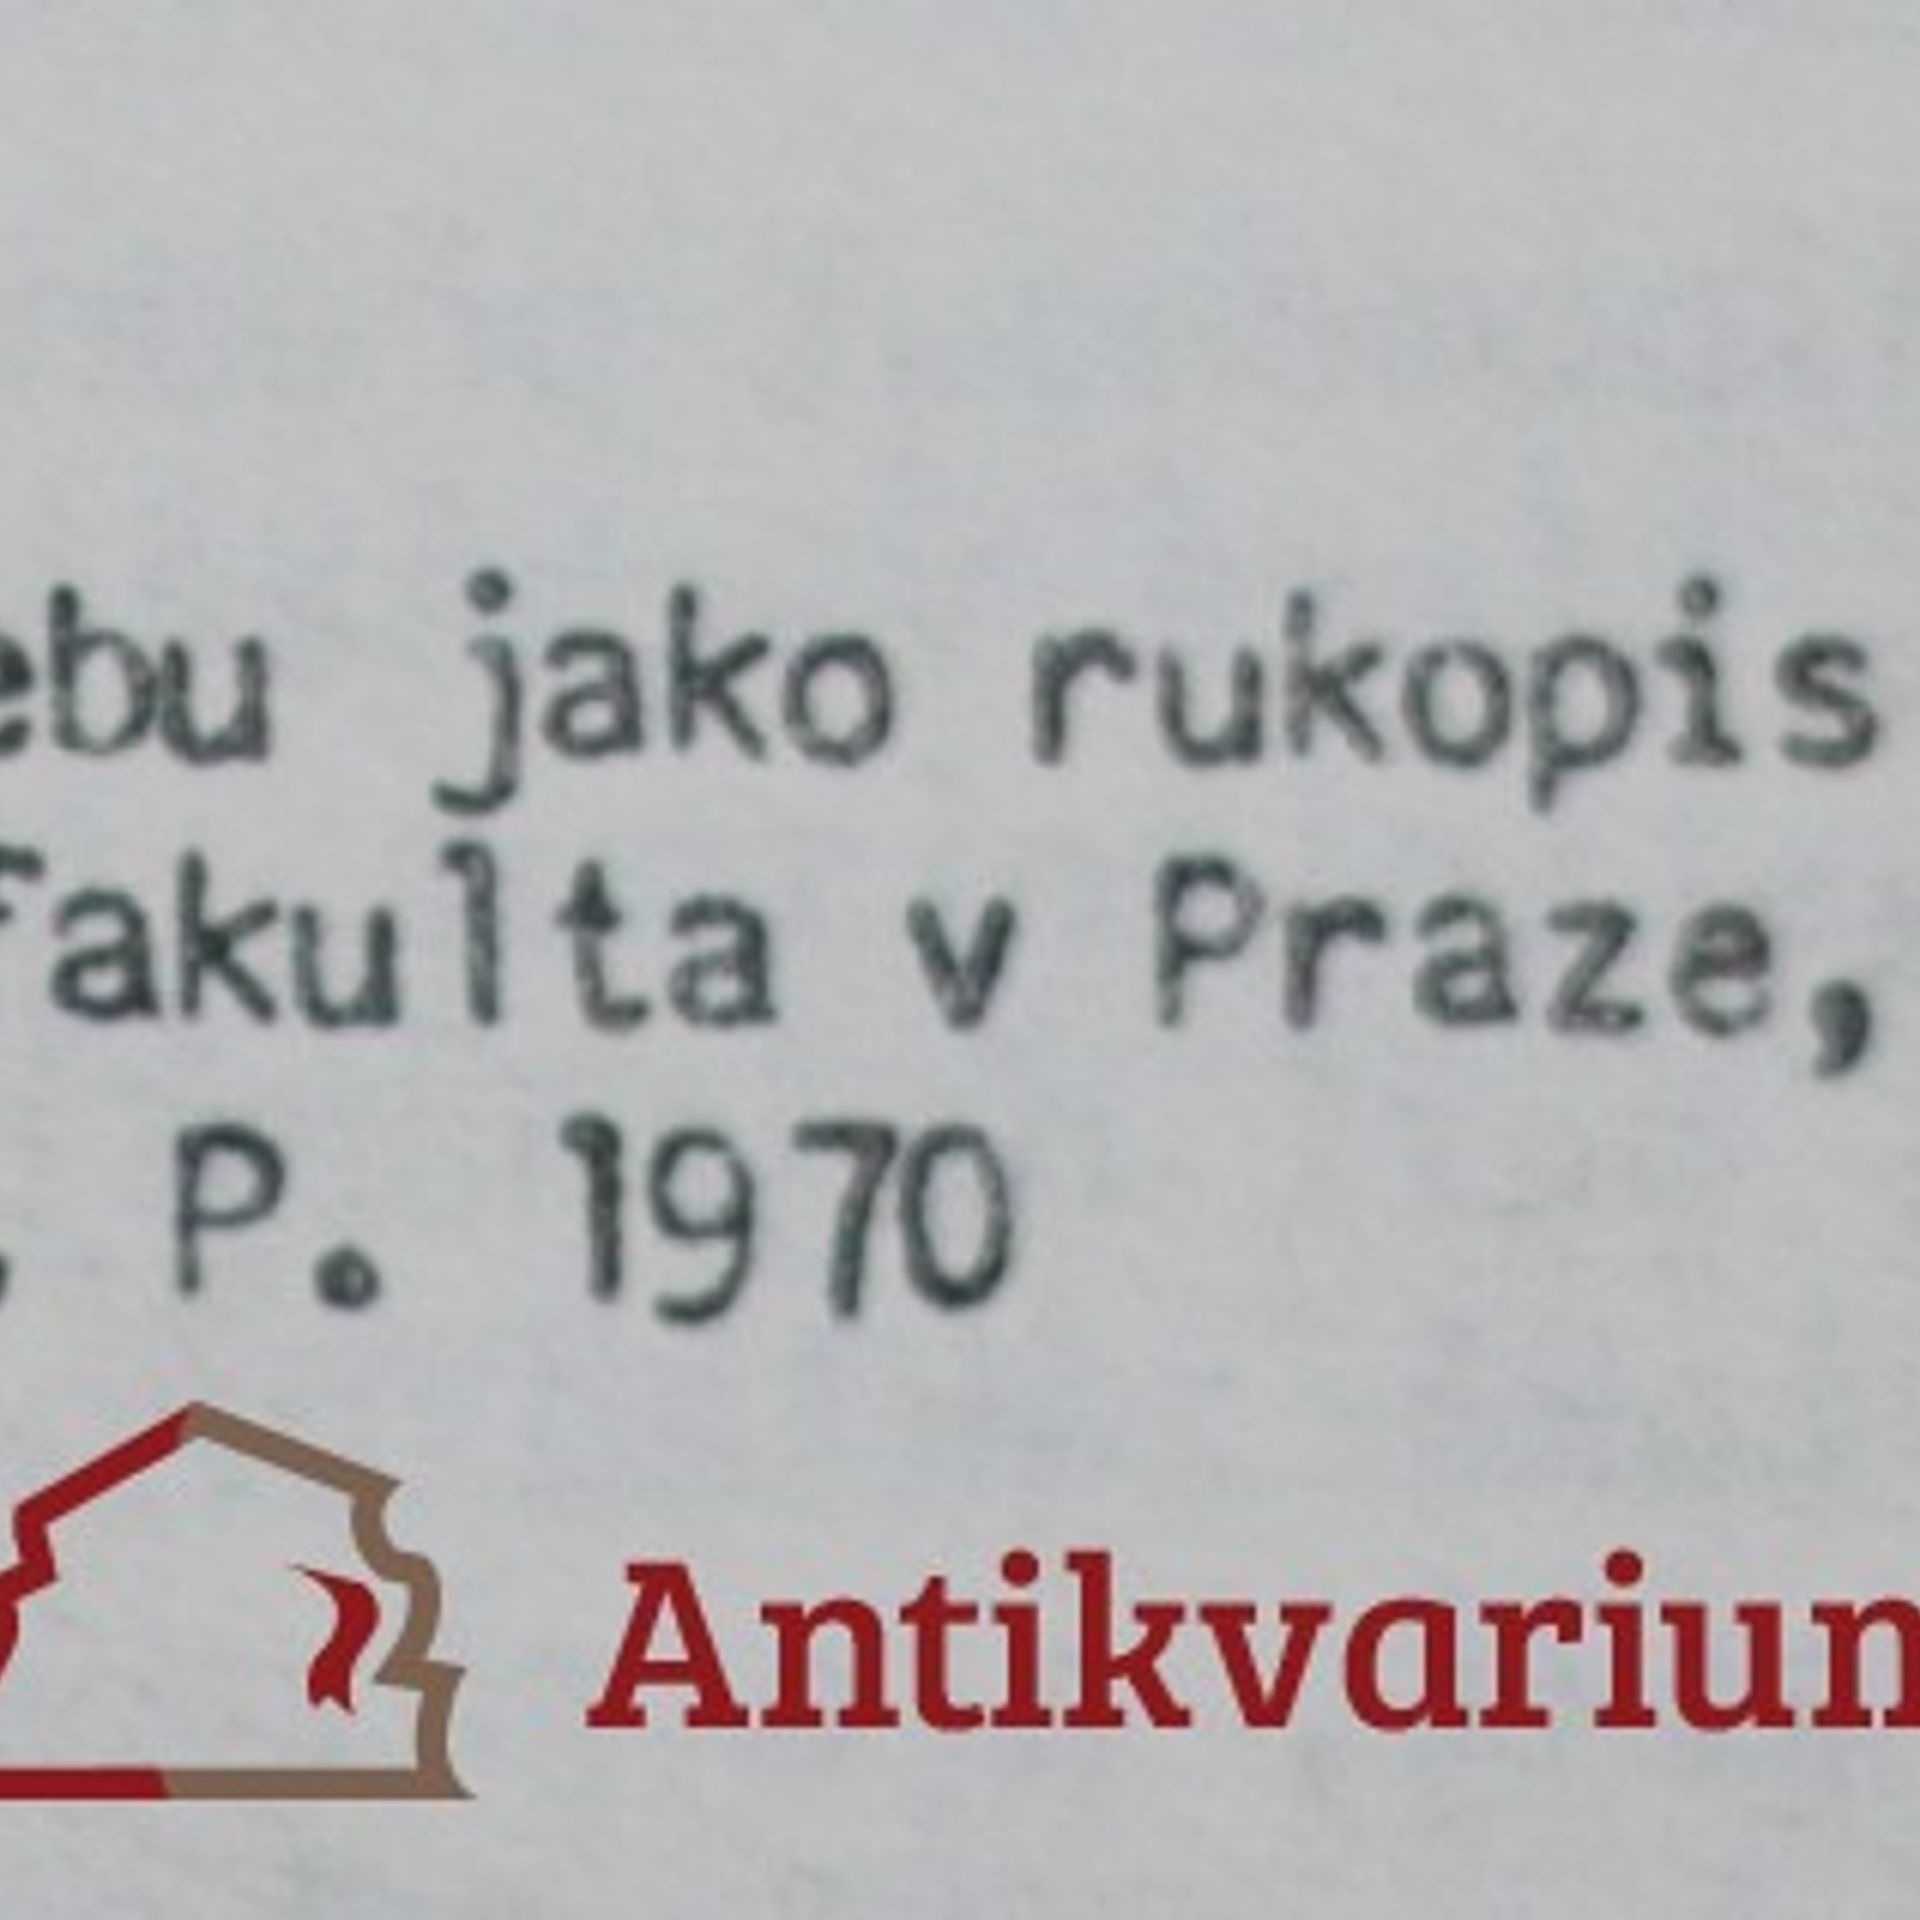 ebu jako rukopis
fakulta v Praze,
. P. 1970
Antikvarium